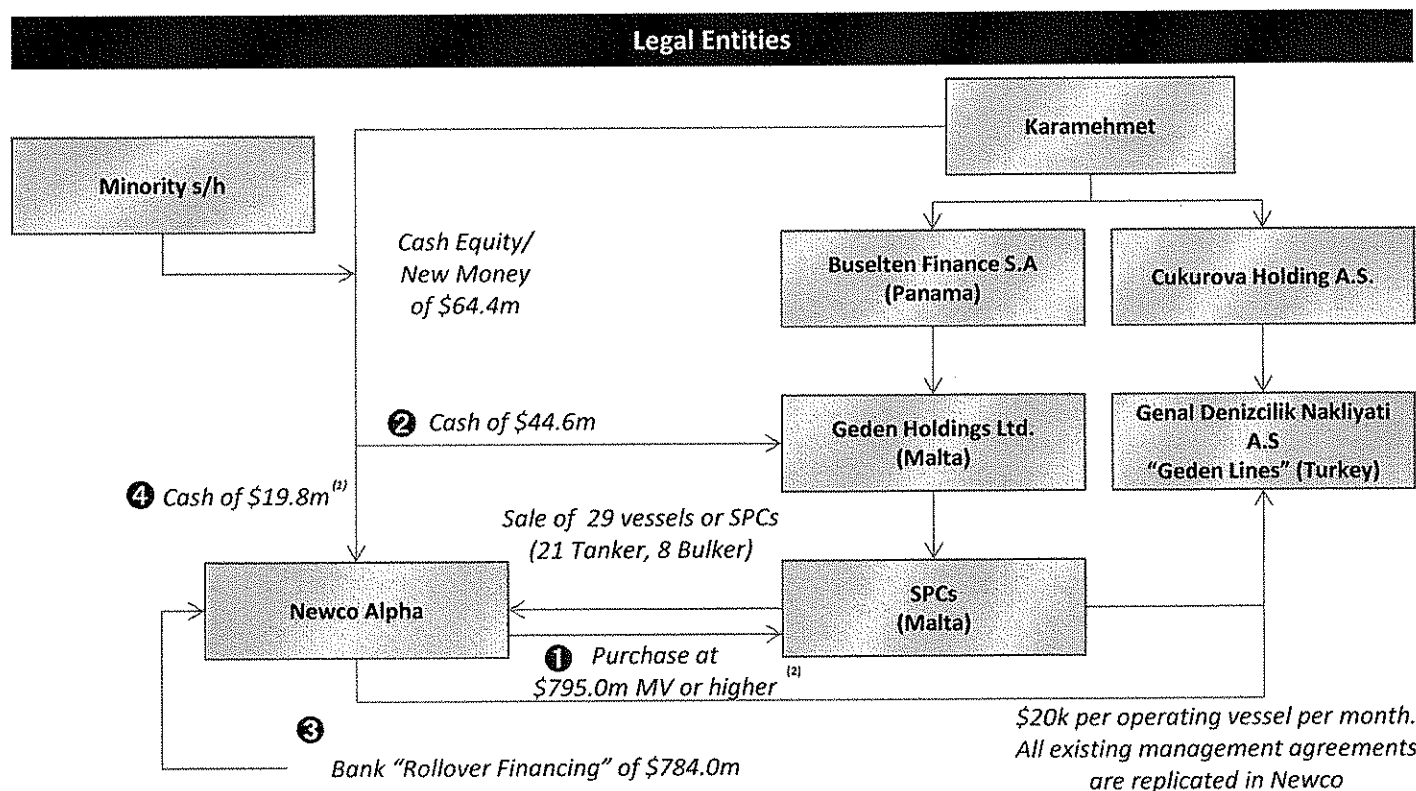 Legal Entities
Karamehmet
Minority s/h
Cash Equity/
New Money
of $64.4m
Buselten Finance S.A
(Panama)
Cukurova Holding A.S.
❷ Cash of $44.6m
Geden Holdings Ltd.
(Malta)
Genal Denizcilik Nakliyati
A.S
"Geden Lines" (Turkey)
❹ Cash of $19.8m (1)
Sale of 29 vessels or SPCs
(21 Tanker, 8 Bulker)
Newco Alpha
SPCs
(Malta)
❶ Purchase at
$795.0m MV or higher (2)
❸
Bank "Rollover Financing" of $784.0m
$20k per operating vessel per month.
All existing management agreements
are replicated in Newco